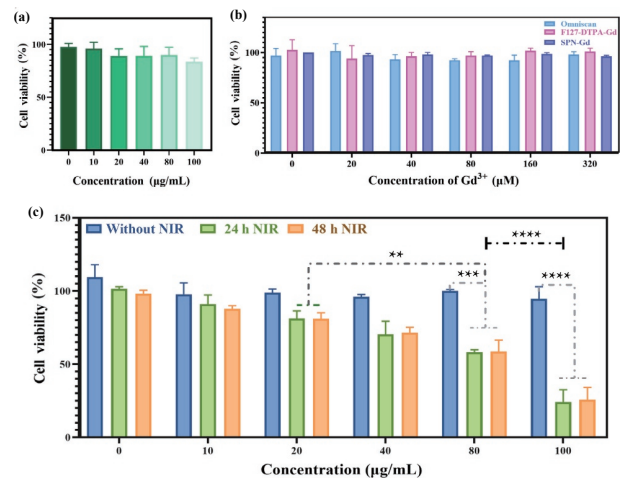 (a)
Cell viability (%)
150
100
50
0
0 10 20 40 80 100
Concentration (μg/mL)
(b)
Omniscan
F127-DTPA-Gd
SPN-Gd
Cell viability (%)
150
100
50
0
0 20 40 80 160 320
Concentration of Gd³⁺ (μM)
(c)
Without NIR 24 h NIR 48 h NIR
Cell viability (%)
150
100
50
0
****
**
***
****
0 10 20 40 80 100
Concentration (μg/mL)